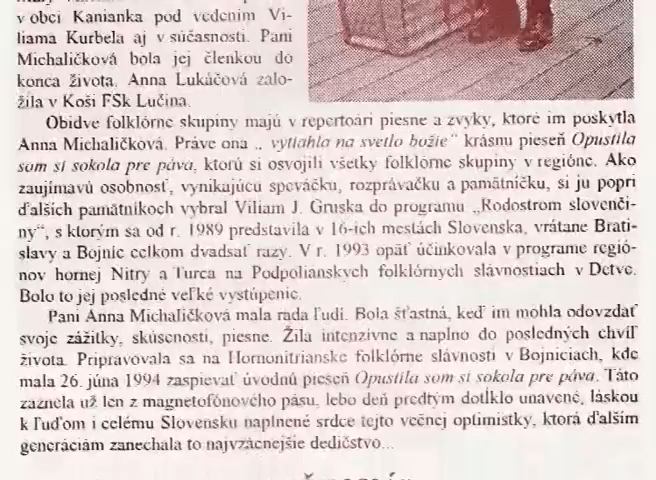 v obci Kanianka pod vedením Vi-
liama Kurbela aj v súčasnosti. Pani
Michaličková bola jej členkou do
konca života. Anna Lukáčová zalo-
žila v Koši FSk Lučina.
Obidve folklórne skupiny majú v repertoári piesne a zvyky, ktoré im poskytla
Anna Michaličková. Práve ona „ vytiahla na svetlo božie“ krásnu pieseň Opustila
som si sokola pre páva, ktorú si osvojili všetky folklórne skupiny v regióne. Ako
zaujímavú osobnosť, vynikajúcu speváčku, rozprávačku a pamätníčku, si ju popri
ďalších pamätníkoch vybral Viliam J. Gruska do programu „Rodostrom slovenči-
ny“, s ktorým sa od r. 1989 predstavila v 16-ich mestách Slovenska, vrátane Brati-
slavy a Bojníc celkom dvadsať razy. V r. 1993 opäť účinkovala v programe regió-
nov hornej Nitry a Turca na Podpolianskych folklórnych slávnostiach v Detve.
Bolo to jej posledné veľké vystúpenie.
Pani Anna Michaličková mala rada ľudí. Bola šťastná, keď im mohla odovzdať
svoje zážitky, skúsenosti, piesne. Žila intenzívne a naplno do posledných chvíľ
života. Pripravovala sa na Hornonitrianske folklórne slávnosti v Bojniciach, kde
mala 26. júna 1994 zaspievať úvodnú pieseň Opustila som si sokola pre páva. Táto
zaznela už len z magnetofónového pásu, lebo deň predtým dotĺklo unavené, láskou
k ľuďom i celému Slovensku naplnené srdce tejto večnej optimistky, ktorá ďalším
generáciám zanechala to najvzácnejšie dedičstvo...